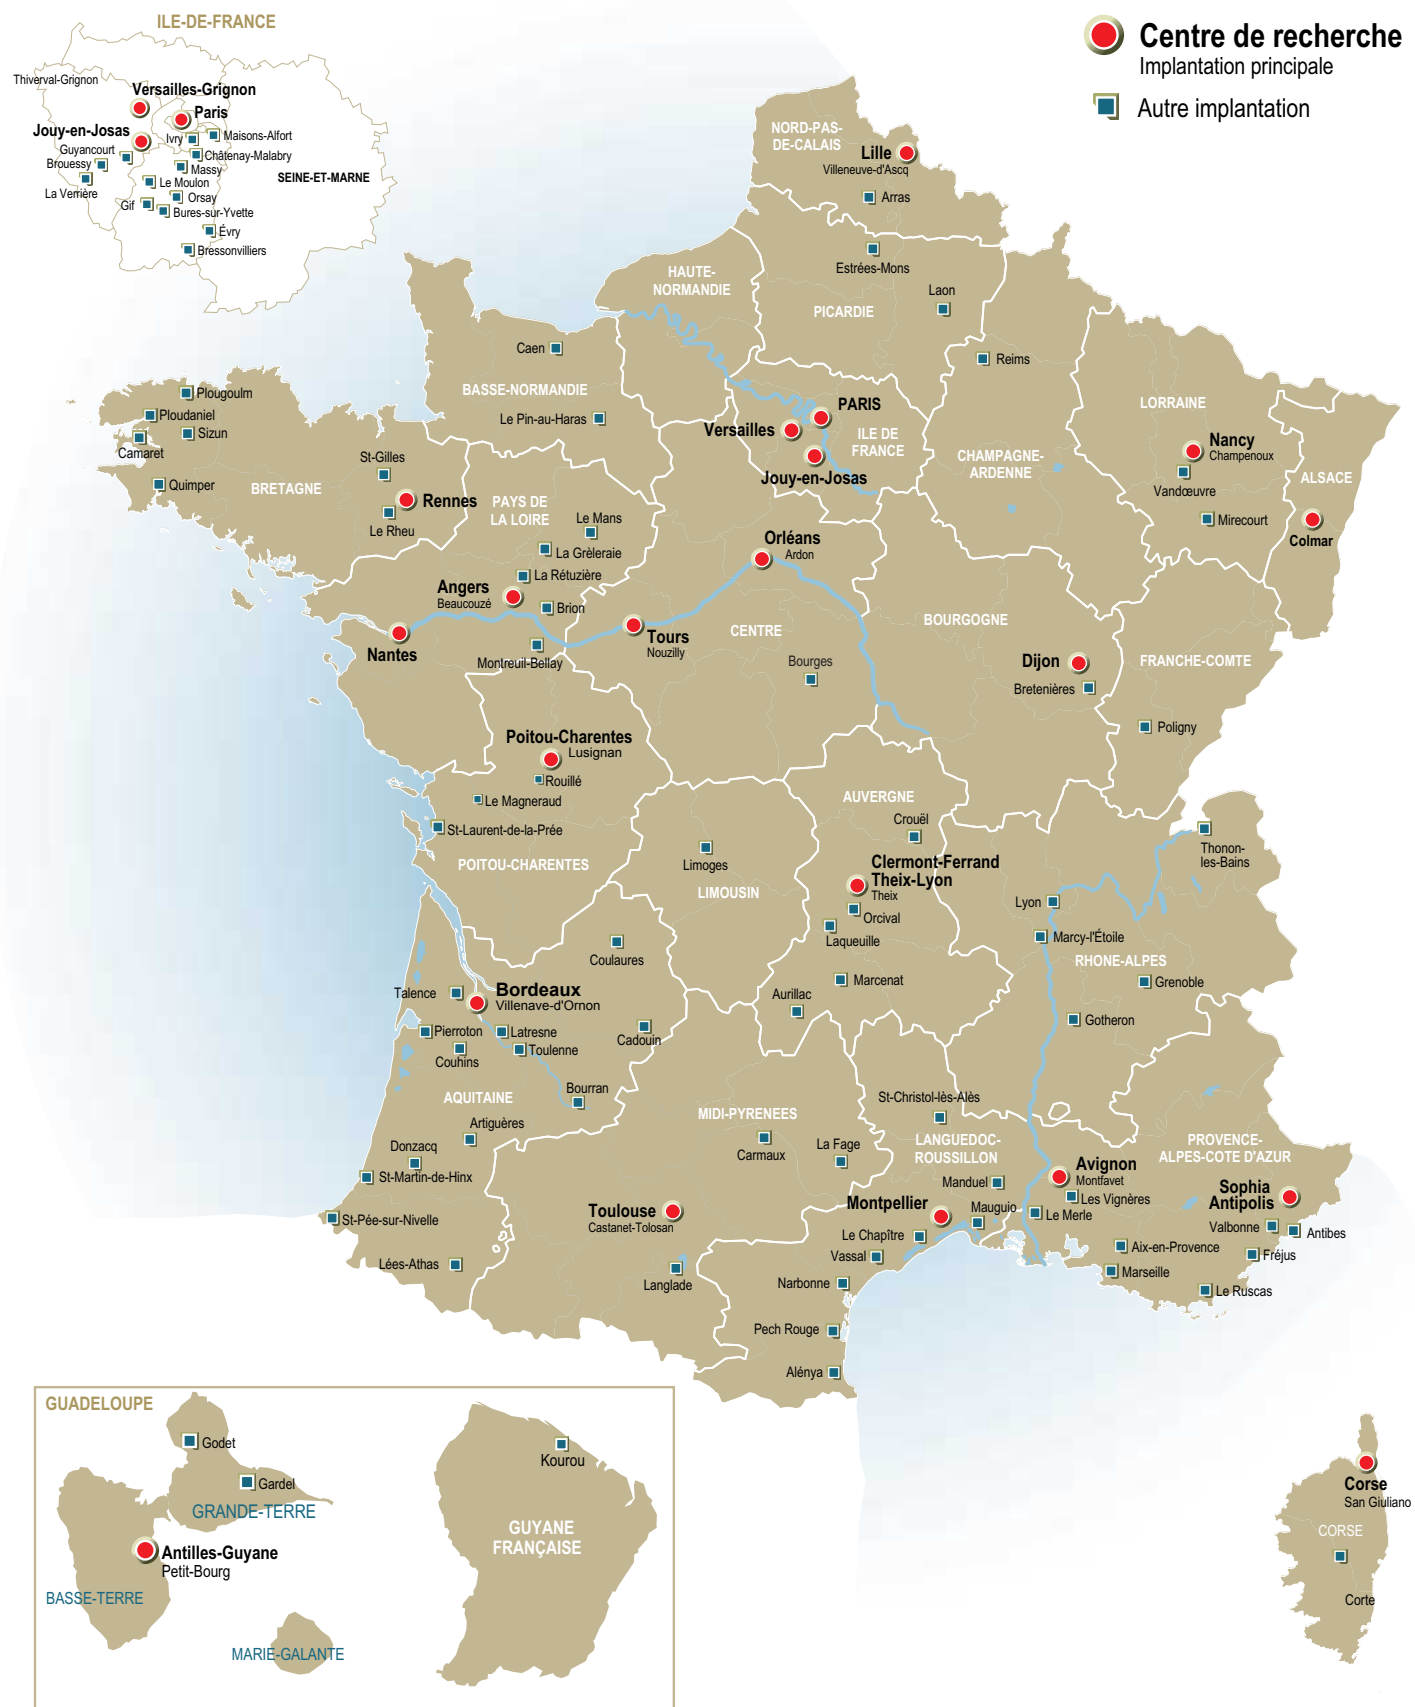 ILE-DE-FRANCE
Thiverval-Grignon
Versailles-Grignon
Paris
Jouy-en-Josas
Ivry
Maisons-Alfort
Guyancourt
Châtenay-Malabry
Brouessy
Massy
La Verrière
Le Moulon
SEINE-ET-MARNE
Gif
Orsay
Bures-sur-Yvette
Évry
Bressonvilliers
Centre de recherche
Implantation principale
Autre implantation
NORD-PAS-
DE-CALAIS
Lille
Villeneuve-d'Ascq
Arras
Estrées-Mons
HAUTE-
NORMANDIE
PICARDIE
Laon
Reims
Caen
BASSE-NORMANDIE
Le Pin-au-Haras
PARIS
Versailles
ILE DE
FRANCE
Jouy-en-Josas
CHAMPAGNE-
ARDENNE
LORRAINE
Nancy
Champenoux
Vandœuvre
Mirecourt
ALSACE
Colmar
Plougoulm
Ploudaniel
Sizun
Camaret
Quimper
BRETAGNE
St-Gilles
Rennes
Le Rheu
PAYS DE
LA LOIRE
Le Mans
La Grèleraie
La Rétuzière
Angers
Beaucouzé
Brion
Nantes
Montreuil-Bellay
Orléans
Ardon
Tours
Nouzilly
CENTRE
Bourges
BOURGOGNE
Dijon
Bretenières
FRANCHE-COMTE
Poligny
Poitou-Charentes
Lusignan
Rouillé
Le Magneraud
St-Laurent-de-la-Prée
POITOU-CHARENTES
Limoges
LIMOUSIN
AUVERGNE
Crouël
Clermont-Ferrand
Theix-Lyon
Theix
Orcival
Laqueuille
Marcenat
Aurillac
Thonon-
les-Bains
Lyon
Marcy-l'Étoile
RHONE-ALPES
Grenoble
Gotheron
Coulaures
Talence
Bordeaux
Villenave-d'Ornon
Pierroton
Latresne
Couhins
Toulenne
Cadouin
Bourran
AQUITAINE
Artiguères
Donzacq
St-Martin-de-Hinx
St-Pée-sur-Nivelle
Lées-Athas
MIDI-PYRENEES
Carmaux
La Fage
Toulouse
Castanet-Tolosan
Langlade
St-Christol-lès-Alès
LANGUEDOC-
ROUSSILLON
Manduel
Montpellier
Mauguio
Le Chapître
Vassal
Narbonne
Pech Rouge
Alénya
PROVENCE-
ALPES-COTE D'AZUR
Avignon
Montfavet
Les Vignères
Le Merle
Sophia
Antipolis
Valbonne
Antibes
Aix-en-Provence
Fréjus
Marseille
Le Ruscas
GUADELOUPE
Godet
Gardel
GRANDE-TERRE
Antilles-Guyane
Petit-Bourg
BASSE-TERRE
MARIE-GALANTE
Kourou
GUYANE
FRANÇAISE
Corse
San Giuliano
CORSE
Corte